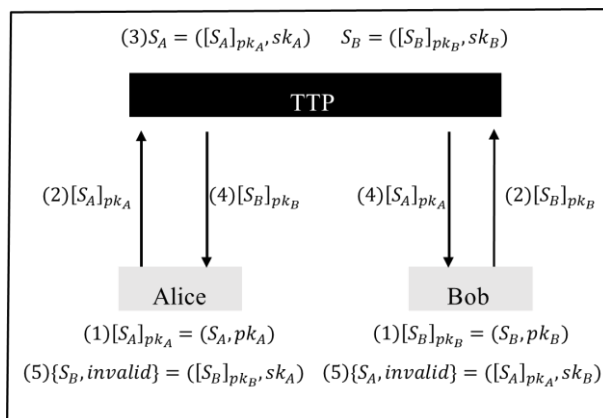 (3)S_A = ([S_A]_{pk_A}, sk_A)    S_B = ([S_B]_{pk_B}, sk_B)
TTP
(2)[S_A]_{pk_A}    (4)[S_B]_{pk_B}    (4)[S_A]_{pk_A}    (2)[S_B]_{pk_B}
Alice    Bob
(1)[S_A]_{pk_A} = (S_A, pk_A)    (1)[S_B]_{pk_B} = (S_B, pk_B)
(5){S_B, invalid} = ([S_B]_{pk_B}, sk_A)    (5){S_A, invalid} = ([S_A]_{pk_A}, sk_B)